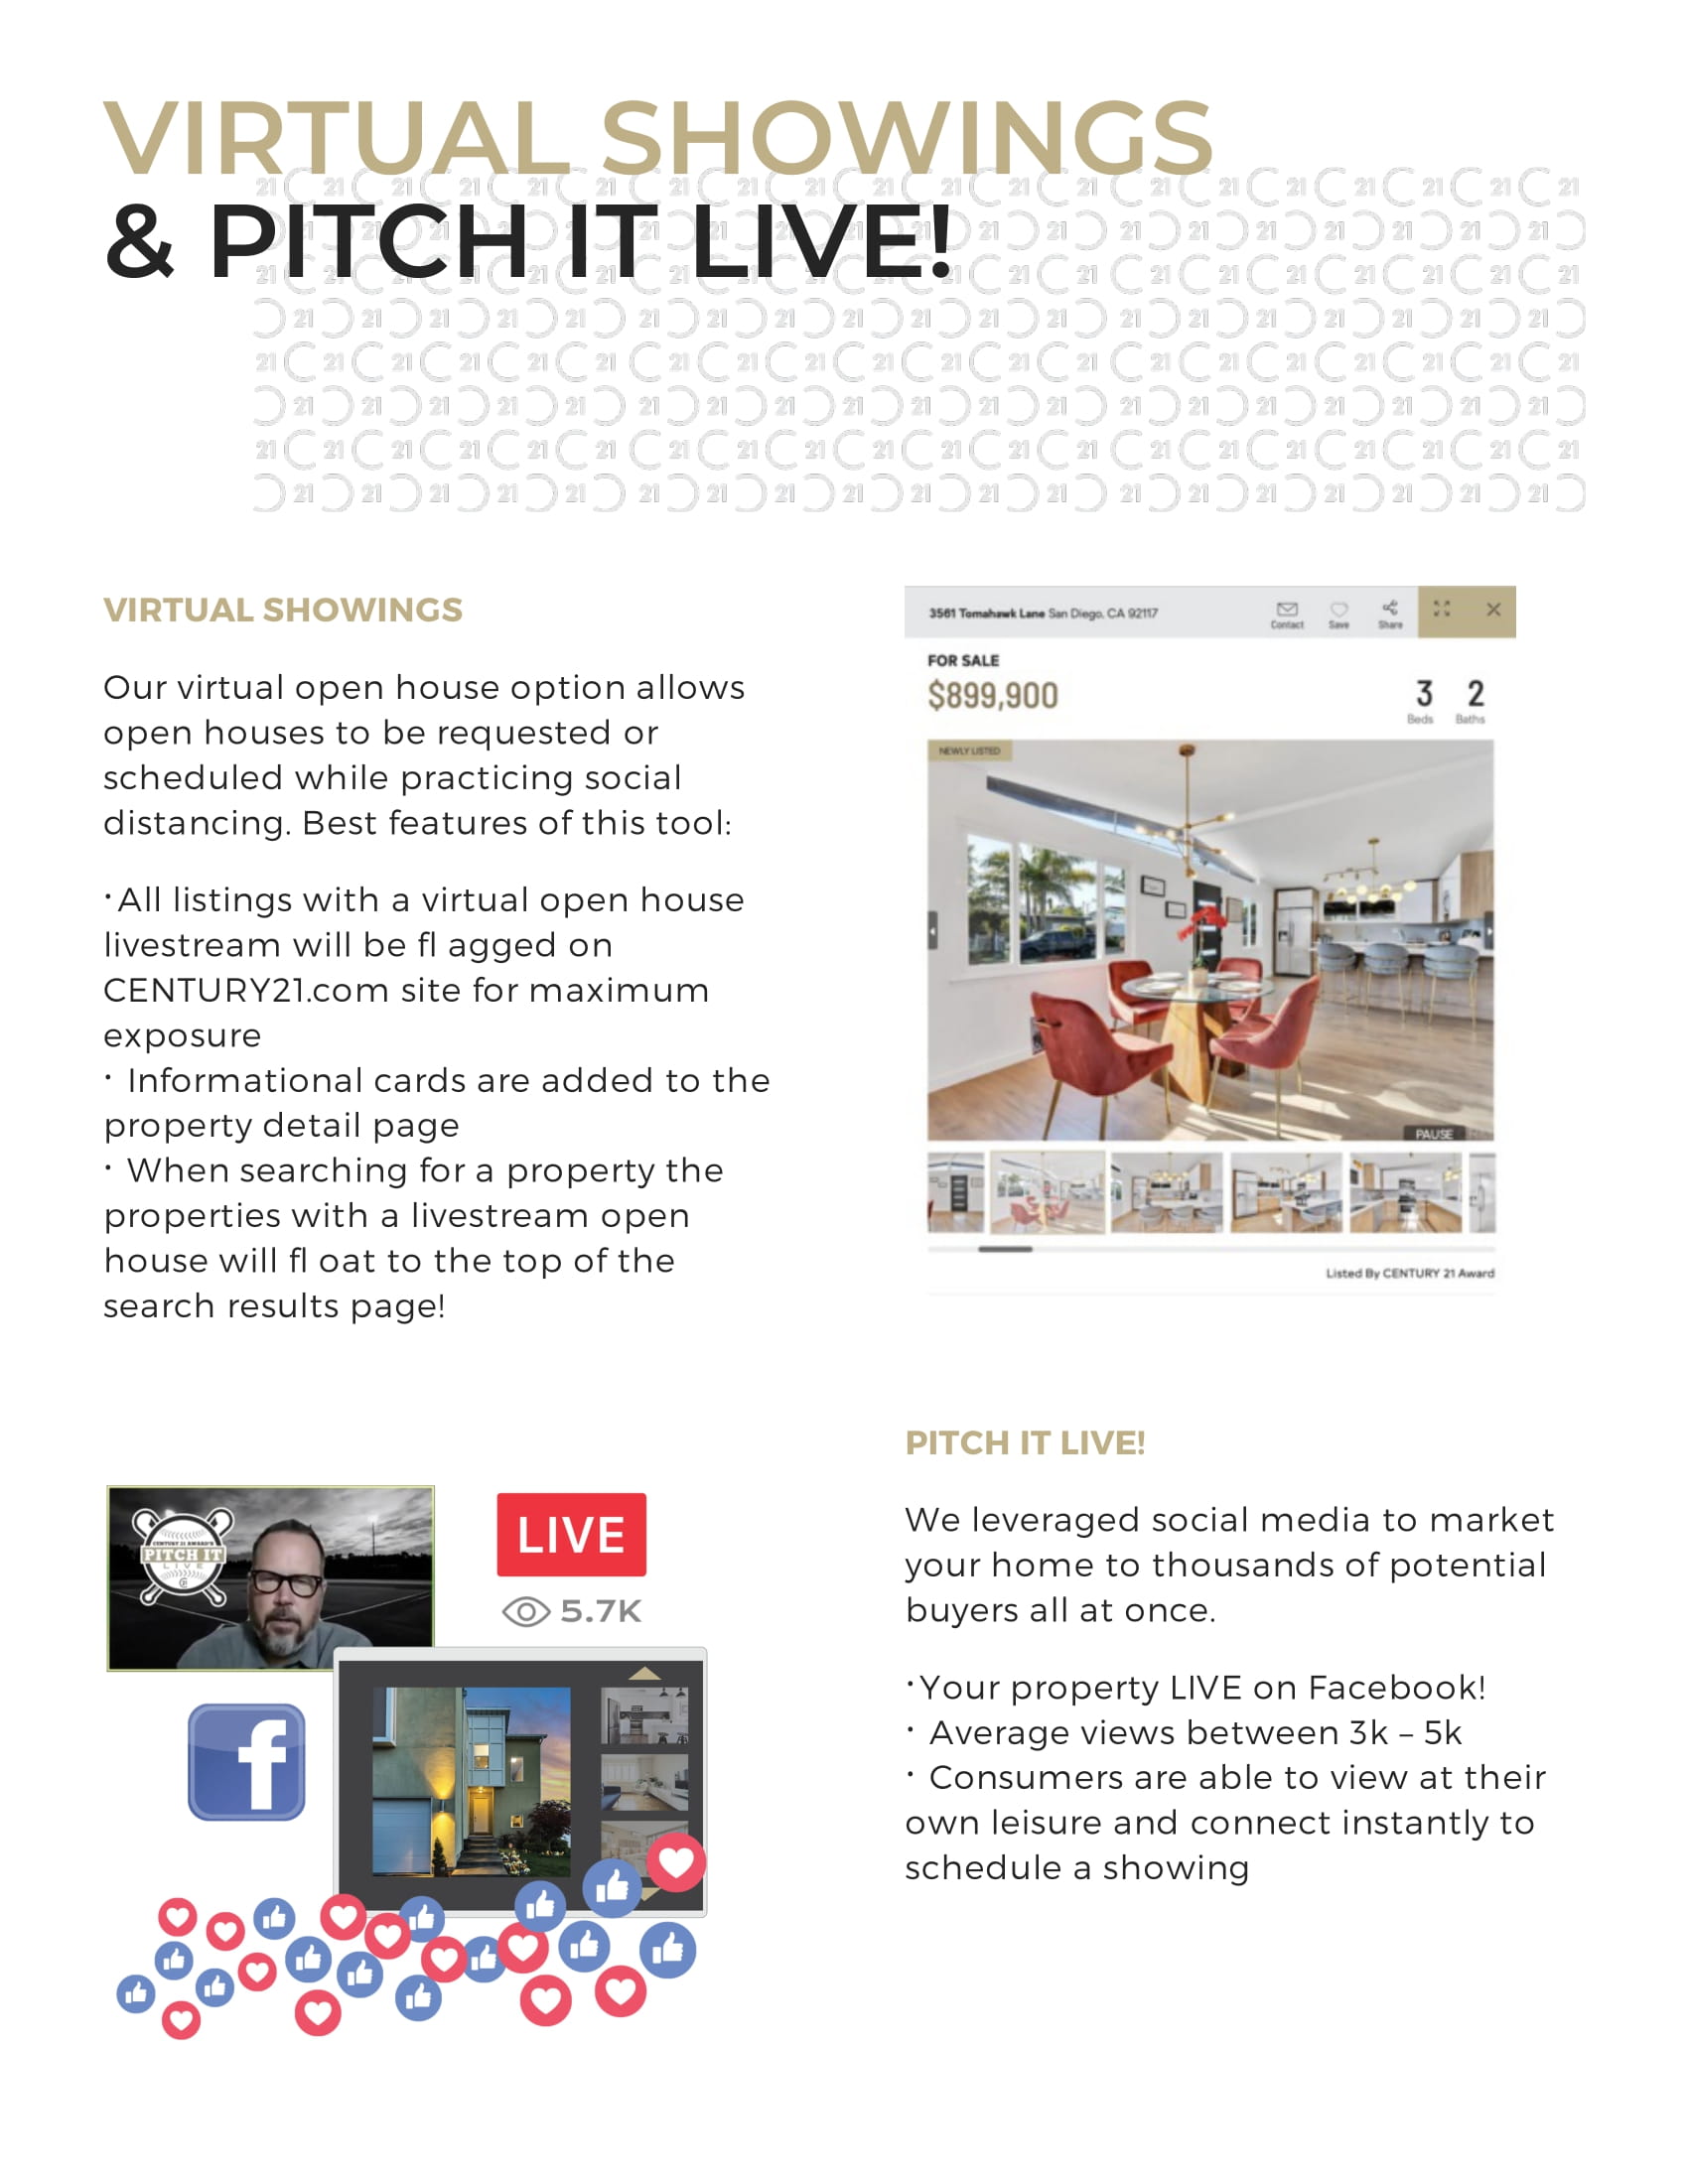 VIRTUAL SHOWINGS
& PITCH IT LIVE!
VIRTUAL SHOWINGS
Our virtual open house option allows
open houses to be requested or
scheduled while practicing social
distancing. Best features of this tool:
·All listings with a virtual open house
livestream will be fl agged on
CENTURY21.com site for maximum
exposure
· Informational cards are added to the
property detail page
· When searching for a property the
properties with a livestream open
house will fl oat to the top of the
search results page!
3561 Tomahawk Lane San Diego, CA 92117
Contact Save Share
FOR SALE
$899,900
3 2
Beds Baths
NEWLY LISTED
PAUSE
Listed By CENTURY 21 Award
CENTURY 21 AWARD'S
PITCH IT
LIVE
LIVE
5.7K
f
PITCH IT LIVE!
We leveraged social media to market
your home to thousands of potential
buyers all at once.
·Your property LIVE on Facebook!
· Average views between 3k – 5k
· Consumers are able to view at their
own leisure and connect instantly to
schedule a showing